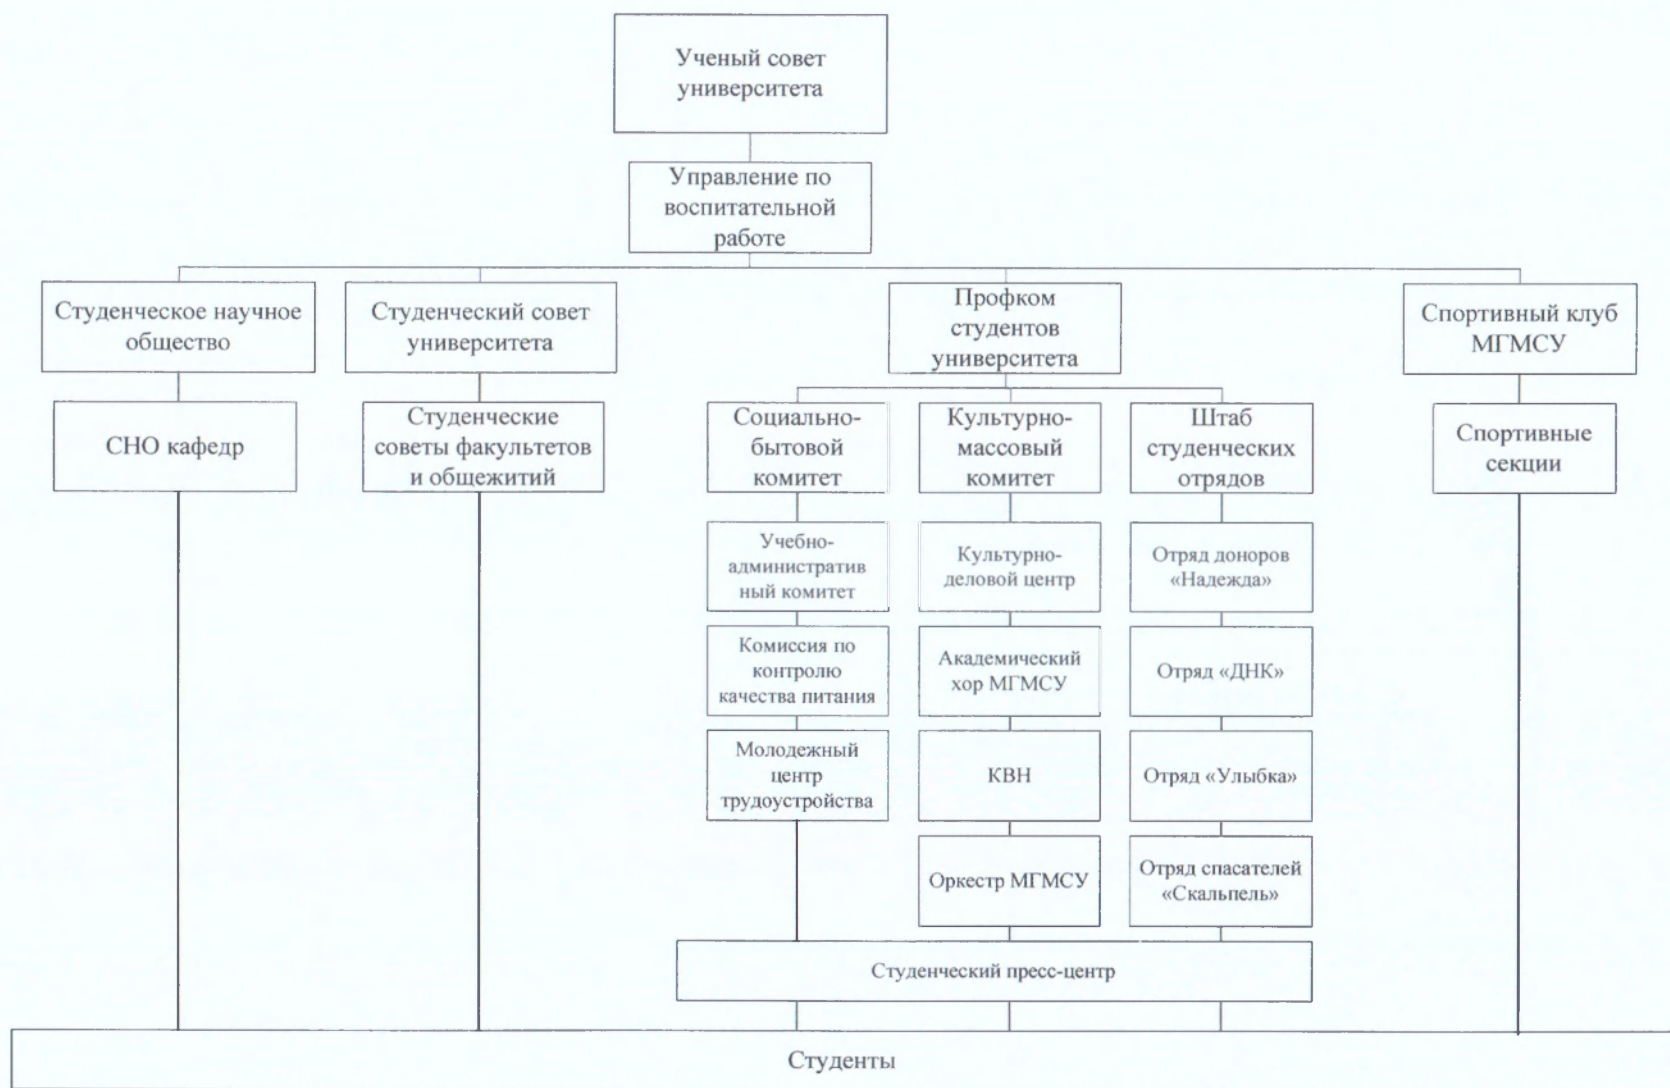 Ученый совет
университета
Управление по
воспитательной
работе
Студенческое научное
общество
Студенческий совет
университета
Профком
студентов
университета
Спортивный клуб
МГМСУ
СНО кафедр
Студенческие
советы факультетов
и общежитий
Социально-
бытовой
комитет
Культурно-
массовый
комитет
Штаб
студенческих
отрядов
Спортивные
секции
Учебно-
административ
ный комитет
Культурно-
деловой центр
Отряд доноров
«Надежда»
Комиссия по
контролю
качества питания
Академический
хор МГМСУ
Отряд «ДНК»
Молодежный
центр
трудоустройства
КВН
Отряд «Улыбка»
Оркестр МГМСУ
Отряд спасателей
«Скальпель»
Студенческий пресс-центр
Студенты